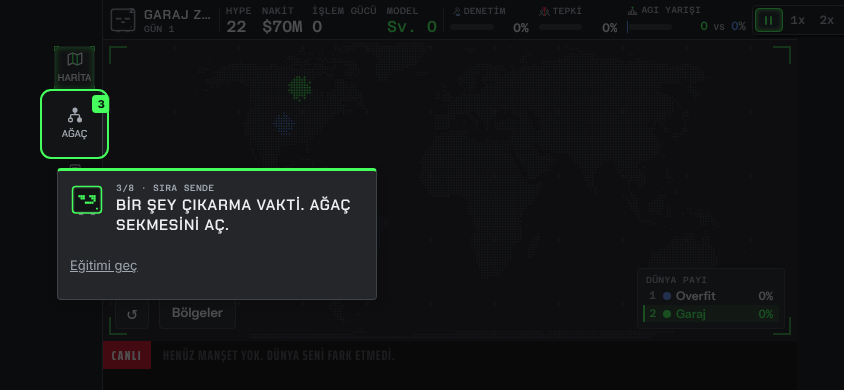 GARAJ Z...
GÜN 1
HYPE
22
NAKİT
$70M
İŞLEM GÜCÜ
0
MODEL
Sv. 0
DENETİM
0%
TEPKİ
0%
AGI YARIŞI
0 vs 0%
1x
2x
HARİTA
3
AĞAÇ
3/8 · SIRA SENDE
BİR ŞEY ÇIKARMA VAKTİ. AĞAÇ
SEKMESİNİ AÇ.
Eğitimi geç
Bölgeler
DÜNYA PAYI
1 Overfit 0%
2 Garaj 0%
CANLI
HENÜZ MANŞET YOK. DÜNYA SENİ FARK ETMEDİ.